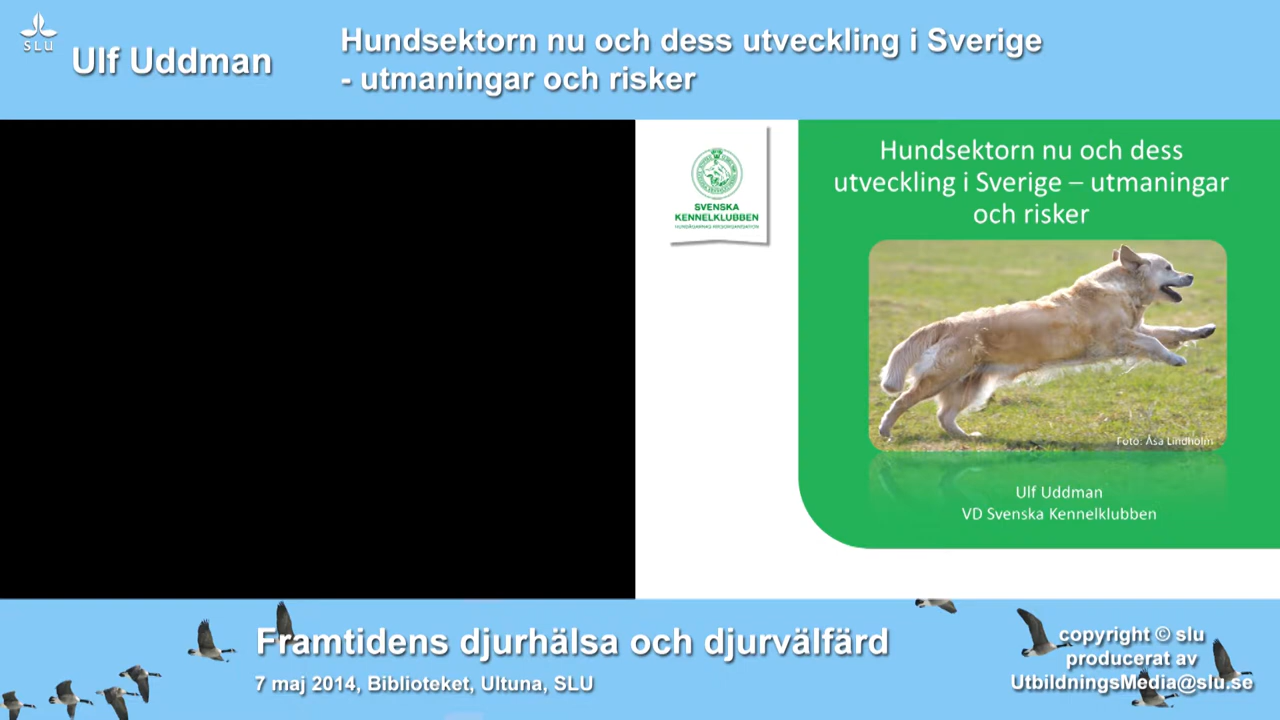 SLU
Ulf Uddman
Hundsektorn nu och dess utveckling i Sverige
- utmaningar och risker
SVENSKA
KENNELKLUBBEN
HUNDÄGARNAS RIKSORGANISATION
Hundsektorn nu och dess
utveckling i Sverige – utmaningar
och risker
Foto: Åsa Lindholm
Ulf Uddman
VD Svenska Kennelklubben
Framtidens djurhälsa och djurvälfärd
7 maj 2014, Biblioteket, Ultuna, SLU
copyright © slu
producerat av
UtbildningsMedia@slu.se